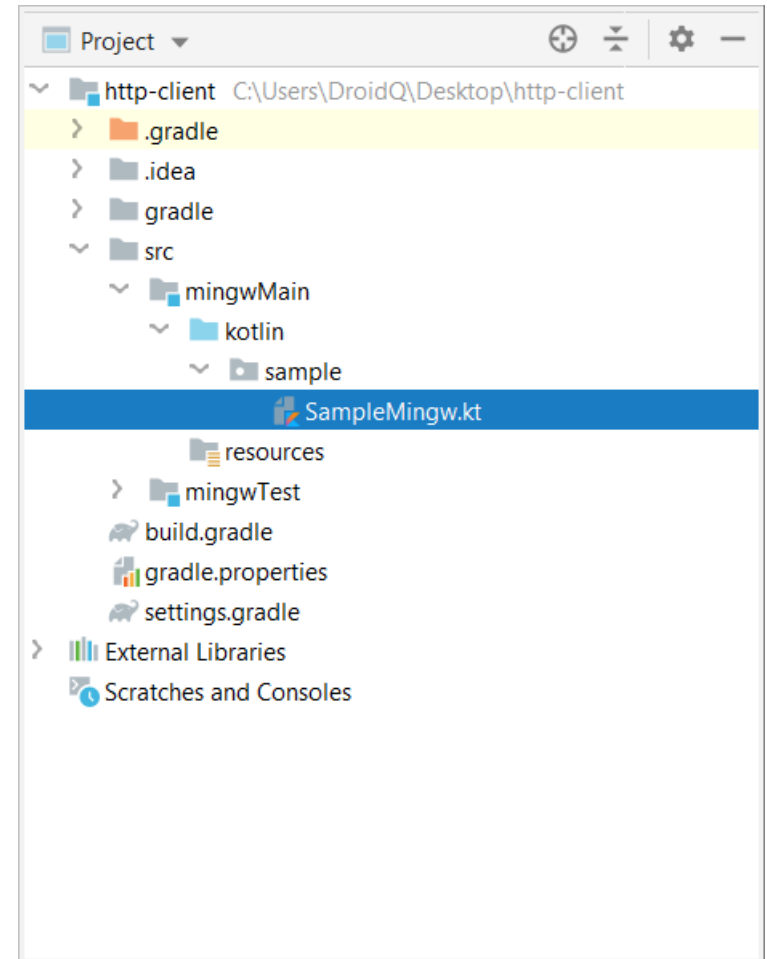 Project
http-client C:\Users\DroidQ\Desktop\http-client
.gradle
.idea
gradle
src
mingwMain
kotlin
sample
SampleMingw.kt
resources
mingwTest
build.gradle
gradle.properties
settings.gradle
External Libraries
Scratches and Consoles